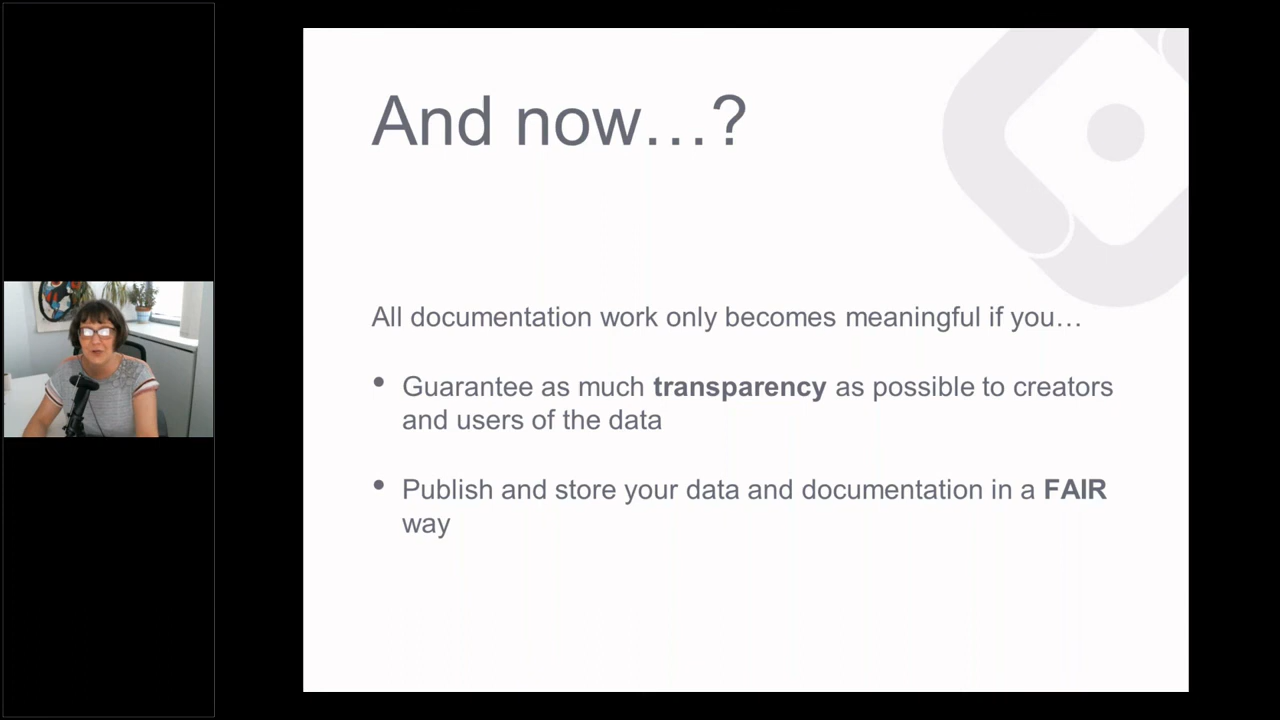 And now…?
All documentation work only becomes meaningful if you…
• Guarantee as much transparency as possible to creators
and users of the data
• Publish and store your data and documentation in a FAIR
way